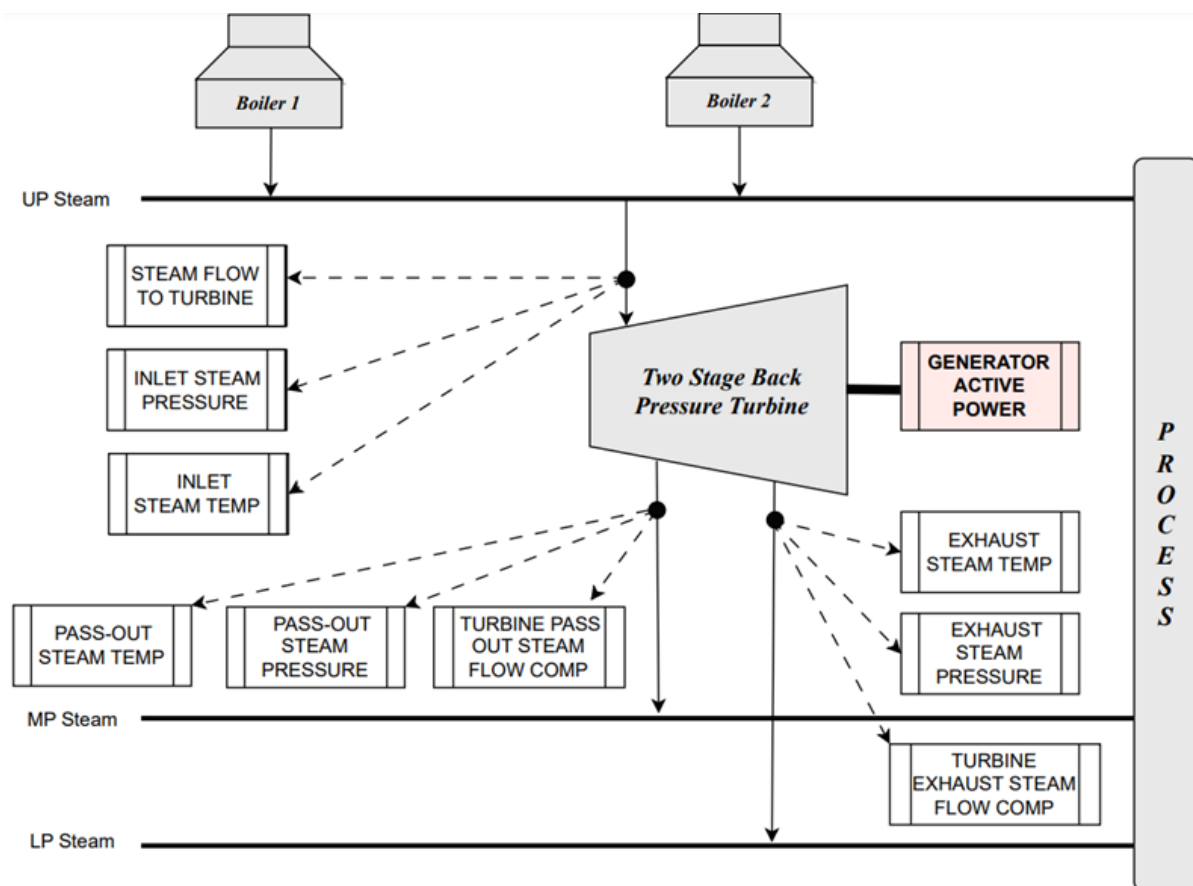 Boiler 1
Boiler 2
UP Steam
STEAM FLOW
TO TURBINE
INLET STEAM
PRESSURE
INLET
STEAM TEMP
Two Stage Back
Pressure Turbine
GENERATOR
ACTIVE
POWER
P
R
O
C
E
S
S
EXHAUST
STEAM TEMP
PASS-OUT
STEAM TEMP
PASS-OUT
STEAM
PRESSURE
TURBINE PASS
OUT STEAM
FLOW COMP
EXHAUST
STEAM
PRESSURE
MP Steam
TURBINE
EXHAUST STEAM
FLOW COMP
LP Steam